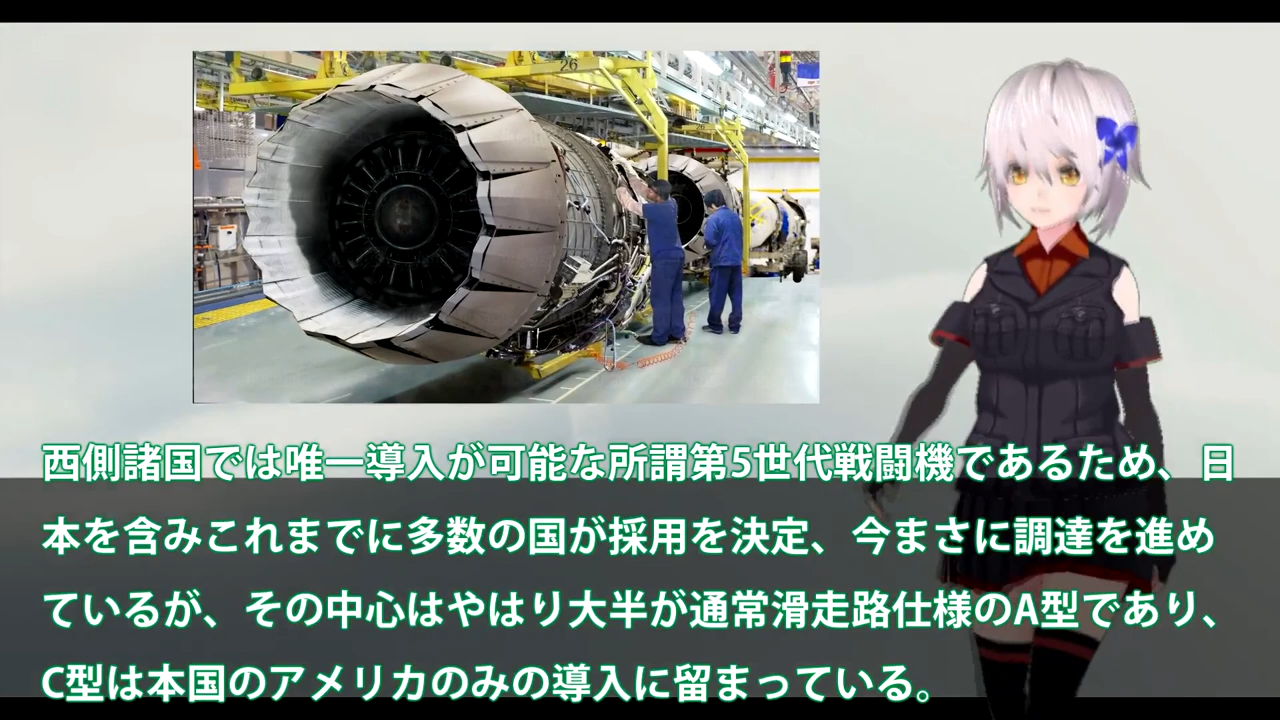 26
西側諸国では唯一導入が可能な所謂第5世代戦闘機であるため、日
本を含みこれまでに多数の国が採用を決定、今まさに調達を進め
ているが、その中心はやはり大半が通常滑走路仕様のA型であり、
C型は本国のアメリカのみの導入に留まっている。